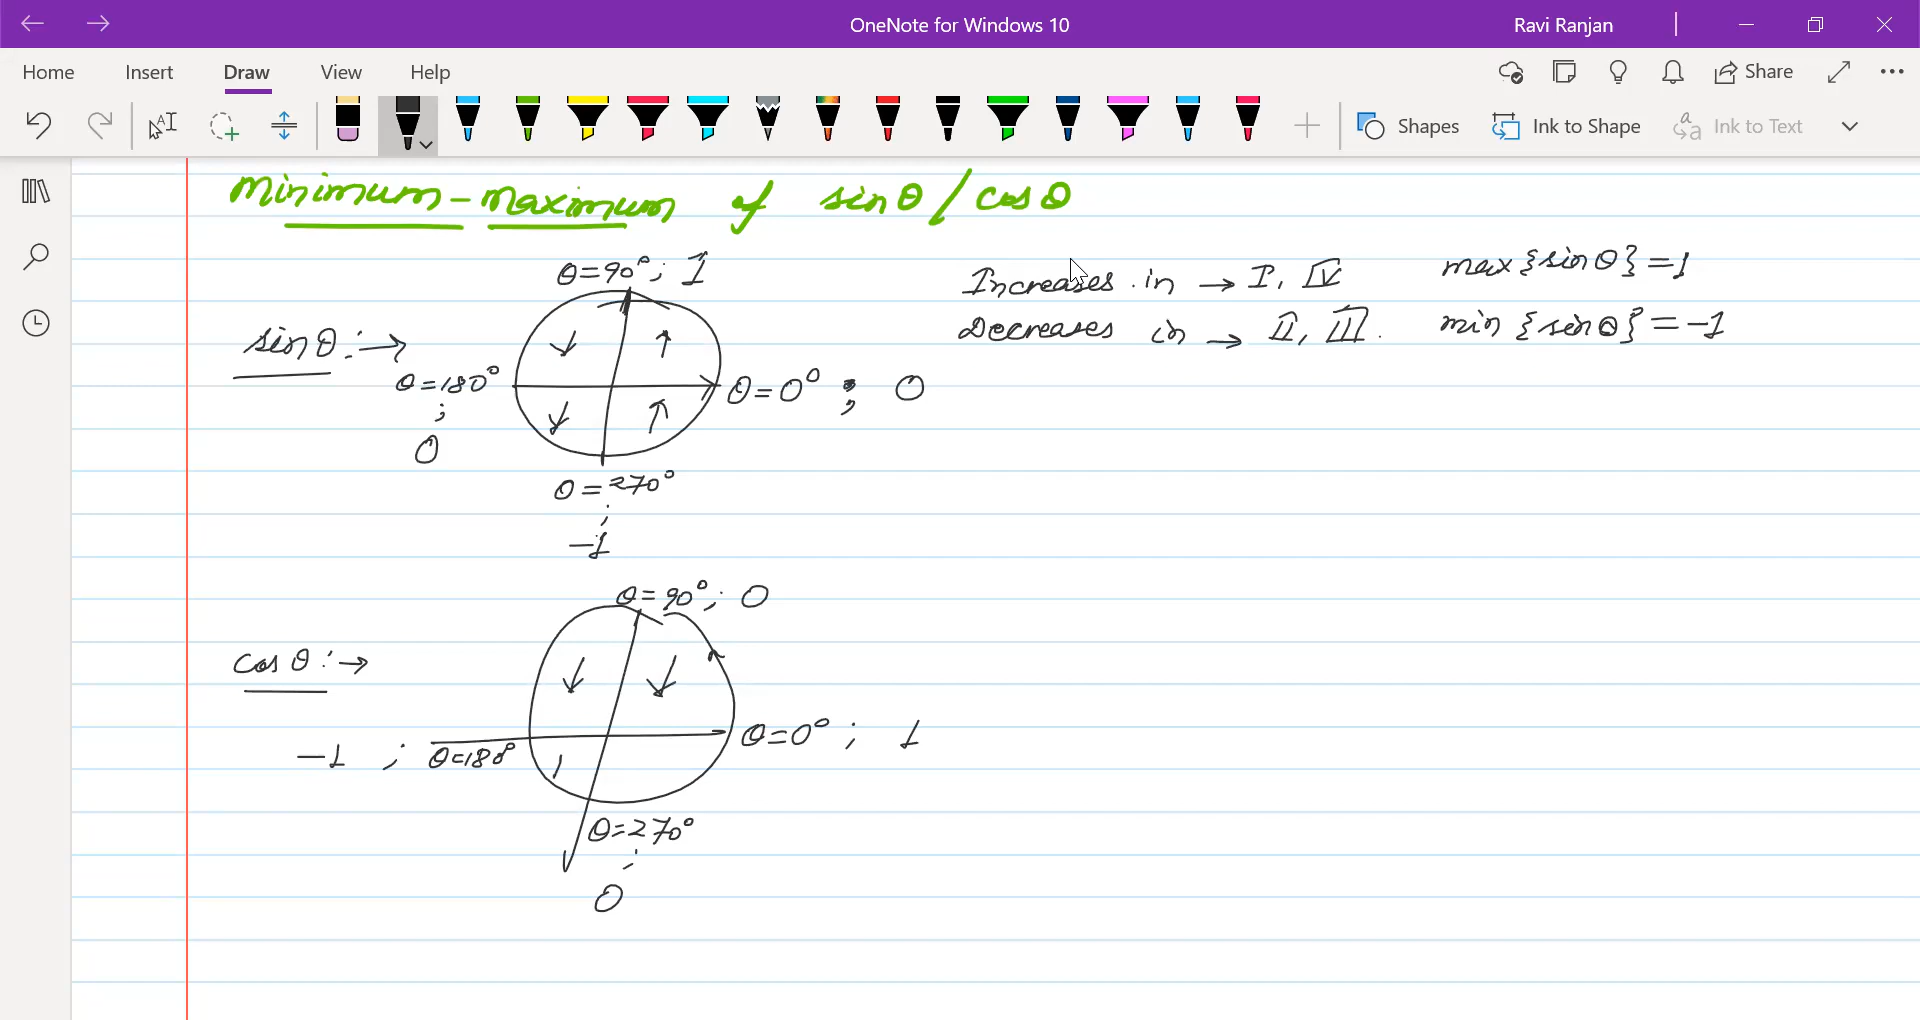 OneNote for Windows 10
Ravi Ranjan
Home Insert Draw View Help
Share
Shapes Ink to Shape Ink to Text
Minimum-maximum of sinθ/cosθ
θ=90°; 1
Increases in → I, IV
max{sinθ}=1
sinθ:→
Decreases in → II, III.
min{sinθ}=-1
θ=180°
;
0
θ=0° ; 0
θ=270°
;
-1
θ=90°; 0
cosθ:→
-1 ; θ=180°
θ=0° ; 1
θ=270°
;
0